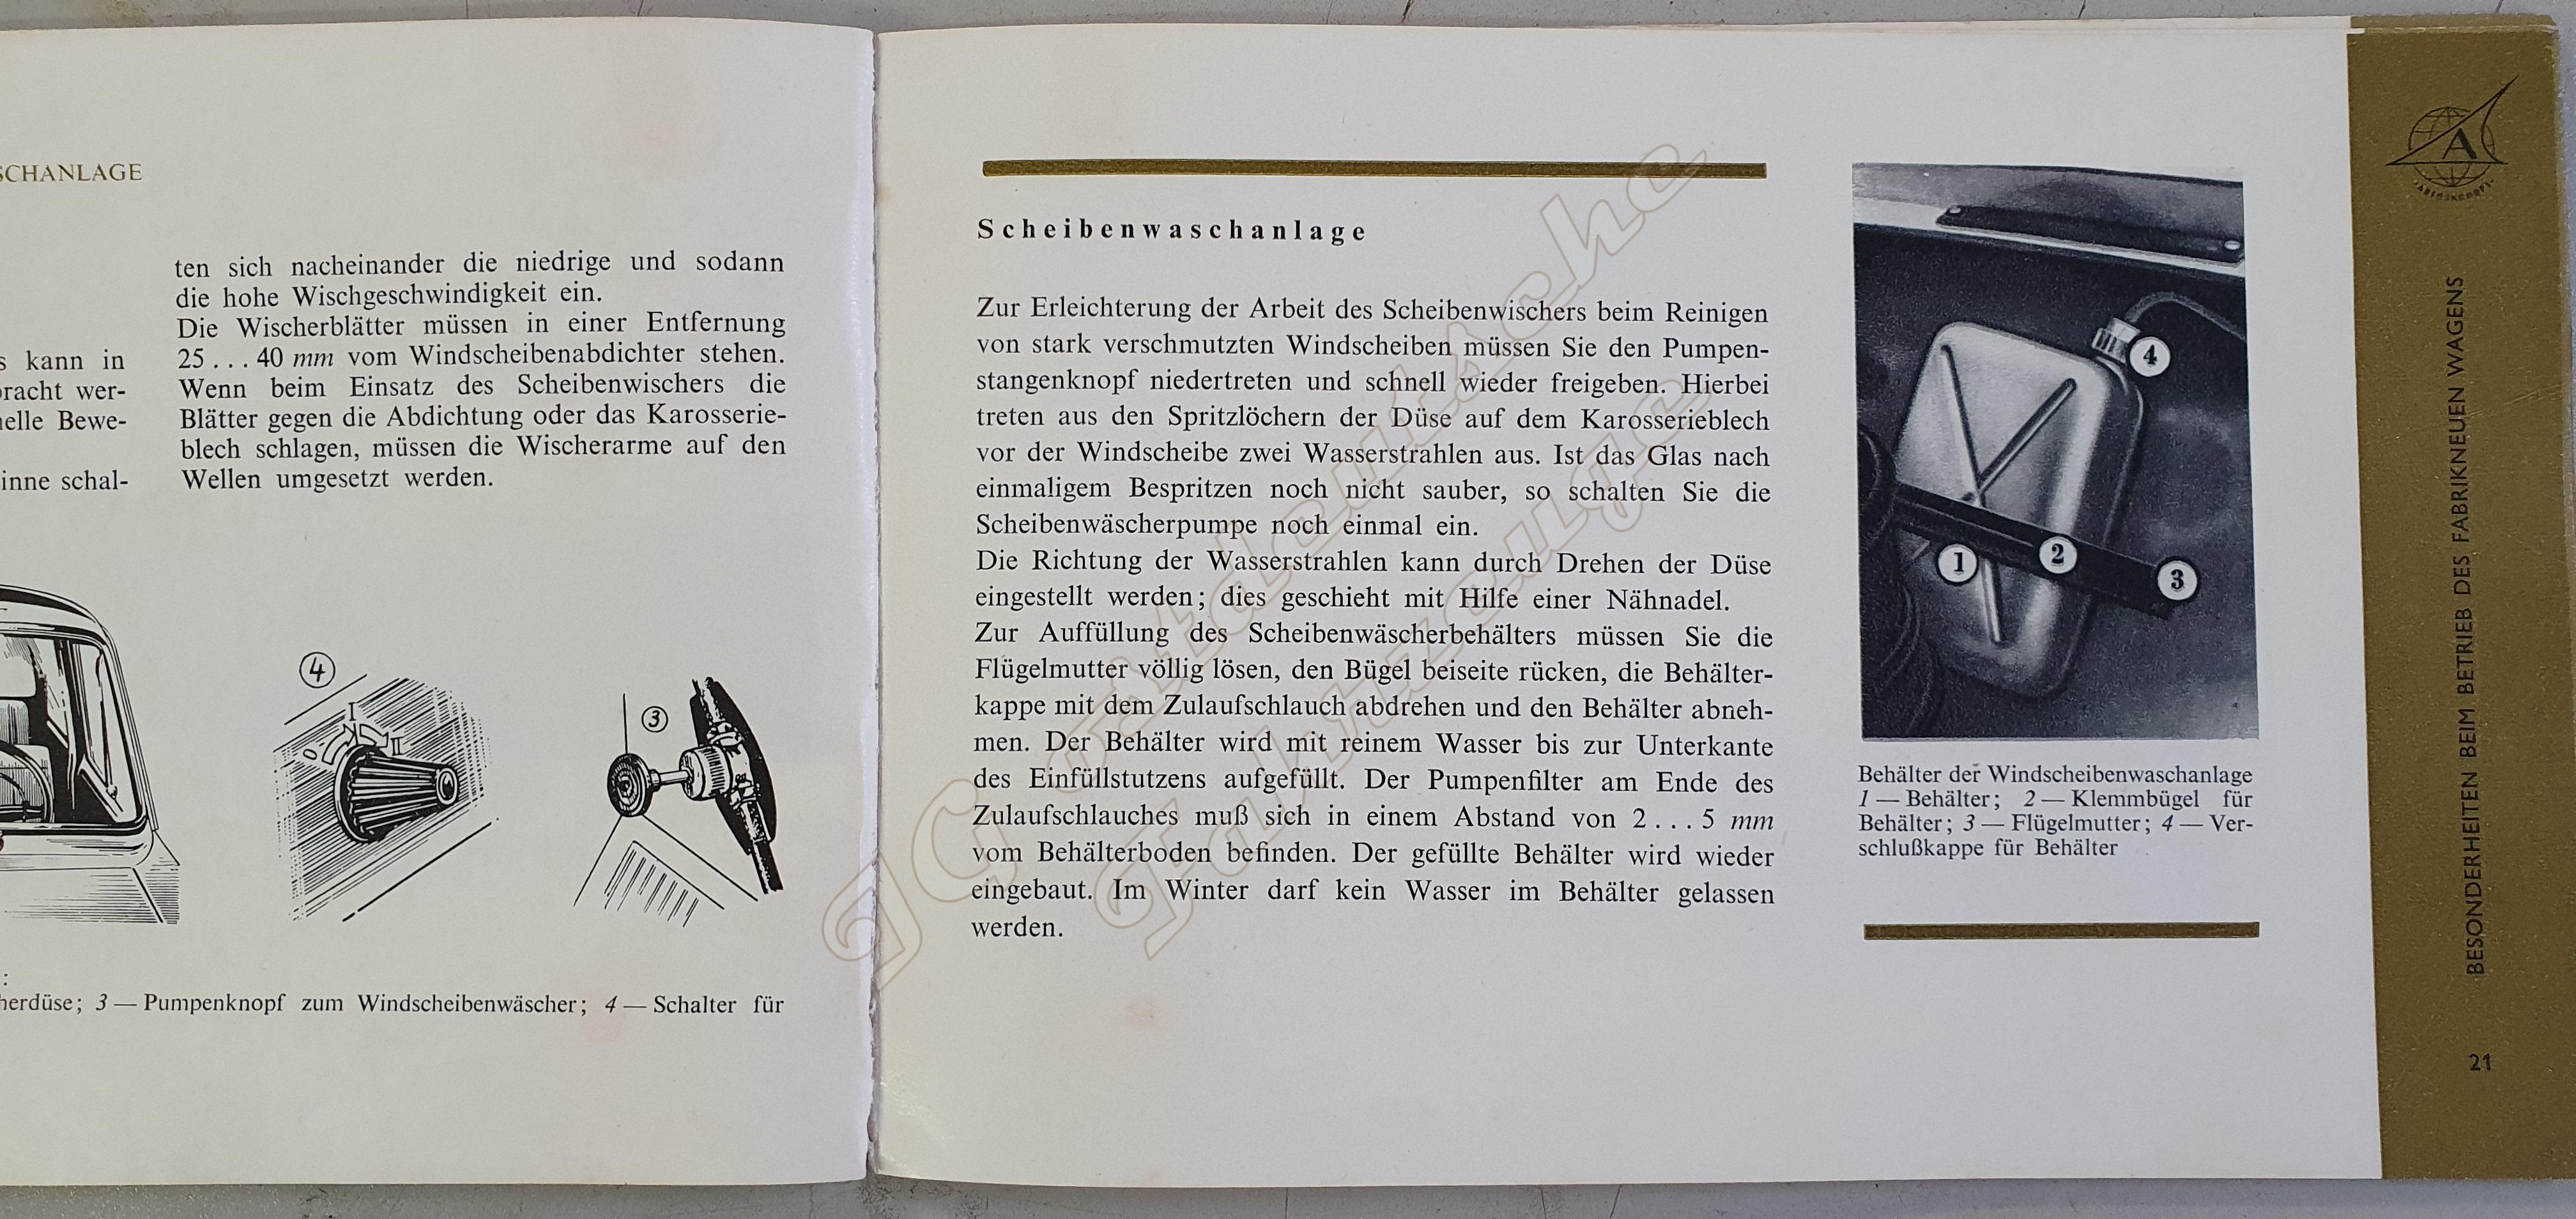 SCHANLAGE
s kann in
racht wer-
elle Bewe-
inne schal-
ten sich nacheinander die niedrige und sodann
die hohe Wischgeschwindigkeit ein.
Die Wischerblätter müssen in einer Entfernung
25 . . . 40 mm vom Windscheibenabdichter stehen.
Wenn beim Einsatz des Scheibenwischers die
Blätter gegen die Abdichtung oder das Karosserie-
blech schlagen, müssen die Wischerarme auf den
Wellen umgesetzt werden.
4
I
II
3
:
herdüse; 3 — Pumpenknopf zum Windscheibenwäscher; 4 — Schalter für
Scheibenwaschanlage
Zur Erleichterung der Arbeit des Scheibenwischers beim Reinigen
von stark verschmutzten Windscheiben müssen Sie den Pumpen-
stangenknopf niedertreten und schnell wieder freigeben. Hierbei
treten aus den Spritzlöchern der Düse auf dem Karosserieblech
vor der Windscheibe zwei Wasserstrahlen aus. Ist das Glas nach
einmaligem Bespritzen noch nicht sauber, so schalten Sie die
Scheibenwäscherpumpe noch einmal ein.
Die Richtung der Wasserstrahlen kann durch Drehen der Düse
eingestellt werden; dies geschieht mit Hilfe einer Nähnadel.
Zur Auffüllung des Scheibenwäscherbehälters müssen Sie die
Flügelmutter völlig lösen, den Bügel beiseite rücken, die Behälter-
kappe mit dem Zulaufschlauch abdrehen und den Behälter abneh-
men. Der Behälter wird mit reinem Wasser bis zur Unterkante
des Einfüllstutzens aufgefüllt. Der Pumpenfilter am Ende des
Zulaufschlauches muß sich in einem Abstand von 2 . . . 5 mm
vom Behälterboden befinden. Der gefüllte Behälter wird wieder
eingebaut. Im Winter darf kein Wasser im Behälter gelassen
werden.
IG Ostdeutsche
Fahrzeuge
4
1
2
3
Behälter der Windscheibenwaschanlage
1 — Behälter; 2 — Klemmbügel für
Behälter; 3 — Flügelmutter; 4 — Ver-
schlußkappe für Behälter
A
BESONDERHEITEN BEIM BETRIEB DES FABRIKNEUEN WAGENS
21